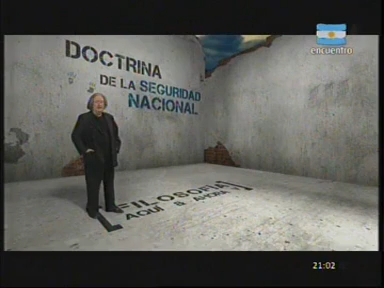 encuentro
DOCTRINA
DE LA SEGURIDAD
NACIONAL
FILOSOFÍA
AQUÍ & AHORA
21:02